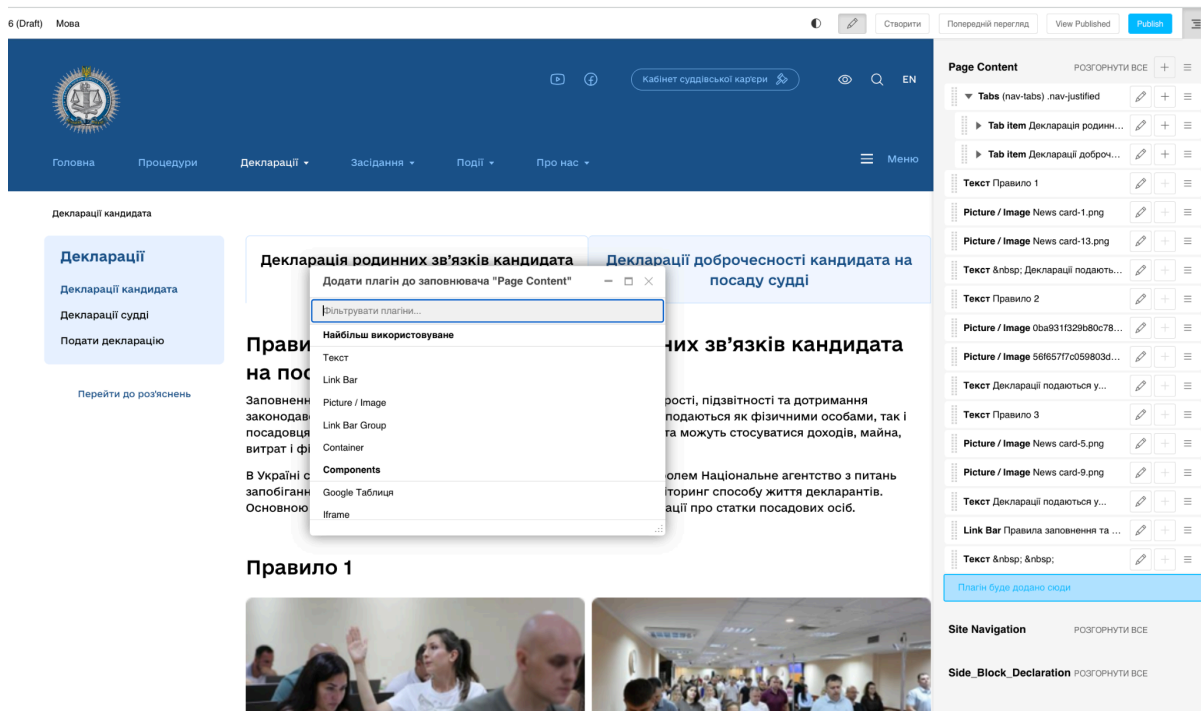 6 (Draft) Мова Створити Попередній перегляд View Published Publish
Кабінет суддівської кар'єри EN
Головна Процедури Декларації Засідання Події Про нас Меню
Декларації кандидата
Декларації
Декларації кандидата
Декларації судді
Подати декларацію
Перейти до роз'яснень
Декларація родинних зв'язків кандидата
Декларації доброчесності кандидата на
посаду судді
Прави
них зв'язків кандидата
на пос
Заповненн
рості, підзвітності та дотримання
законодав
подаються як фізичними особами, так і
посадовця
та можуть стосуватися доходів, майна,
витрат і фі
В Україні с
олем Національне агентство з питань
запобіганн
іторинг способу життя декларантів.
Основною
ації про статки посадових осіб.
Правило 1
Додати плагін до заповнювача "Page Content"
Фільтрувати плагіни...
Найбільш використовуване
Текст
Link Bar
Picture / Image
Link Bar Group
Container
Components
Google Таблиця
Iframe
Page Content РОЗГОРНУТИ ВСЕ
Tabs (nav-tabs) .nav-justified
Tab item Декларація родинн...
Tab item Декларації доброч...
Текст Правило 1
Picture / Image News card-1.png
Picture / Image News card-13.png
Текст &nbsp; Декларації подають...
Текст Правило 2
Picture / Image 0ba931f329b80c78...
Picture / Image 56f657f7c059803d...
Текст Декларації подаються у...
Текст Правило 3
Picture / Image News card-5.png
Picture / Image News card-9.png
Текст Декларації подаються у...
Link Bar Правила заповнення та ...
Текст &nbsp; &nbsp;
Плагін буде додано сюди
Site Navigation РОЗГОРНУТИ ВСЕ
Side_Block_Declaration РОЗГОРНУТИ ВСЕ